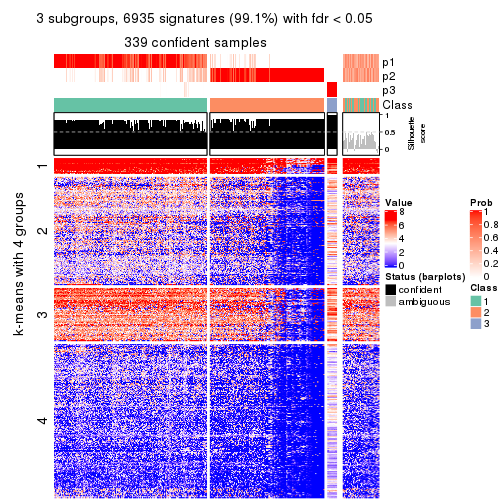 3 subgroups, 6935 signatures (99.1%) with fdr < 0.05
339 confident samples
p1
p2
p3
Class
1
0.5
0
Silhouette
score
k-means with 4 groups
1
2
3
4
Value
8
6
4
2
0
Status (barplots)
confident
ambiguous
Prob
1
0.8
0.6
0.4
0.2
0
Class
1
2
3